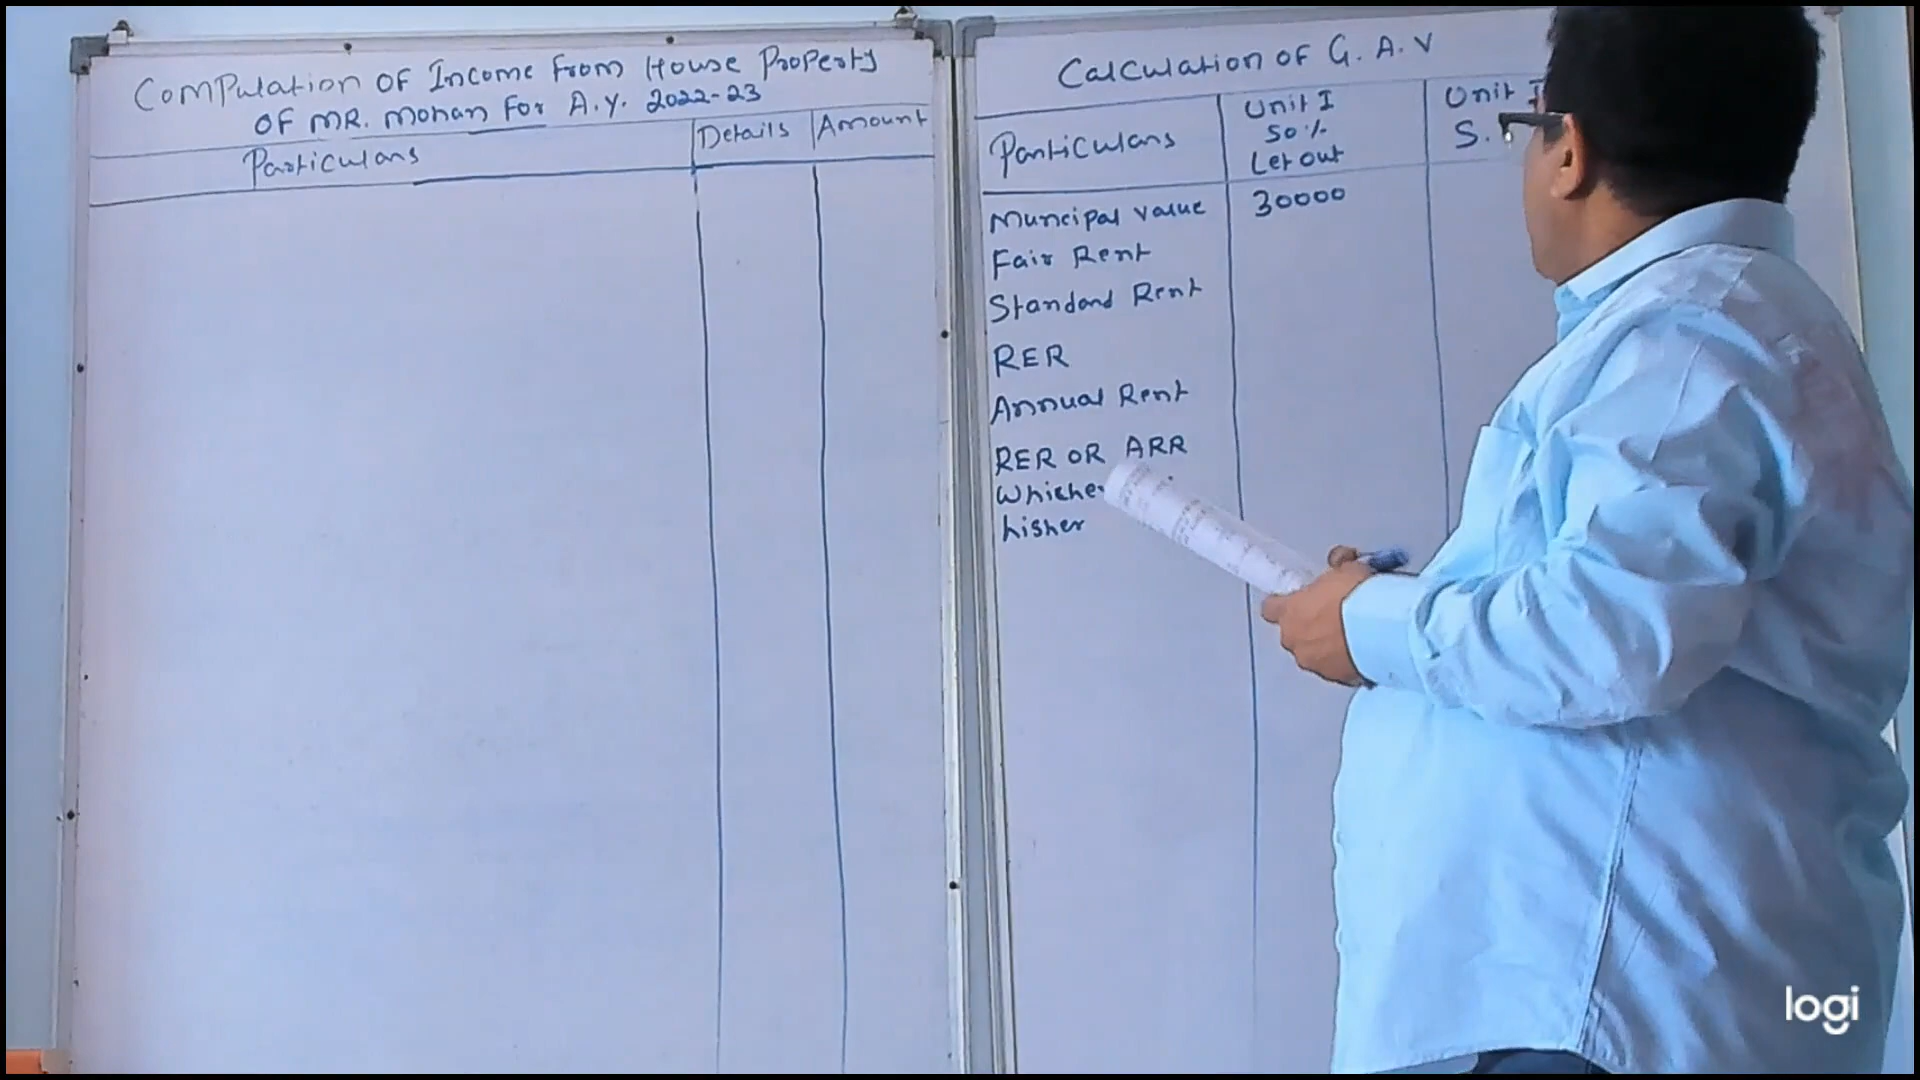 ComPutation OF Income From House Property
OF MR. Mohan For A.Y. 2022-23
Particulars
Details
Amount
Calculation OF G. A. V
Particulars
Unit I
50%
Let out
Unit
S.
Muncipal value
30000
Fair Rent
Standard Rent
RER
Annual Rent
RER OR ARR
higher
logi